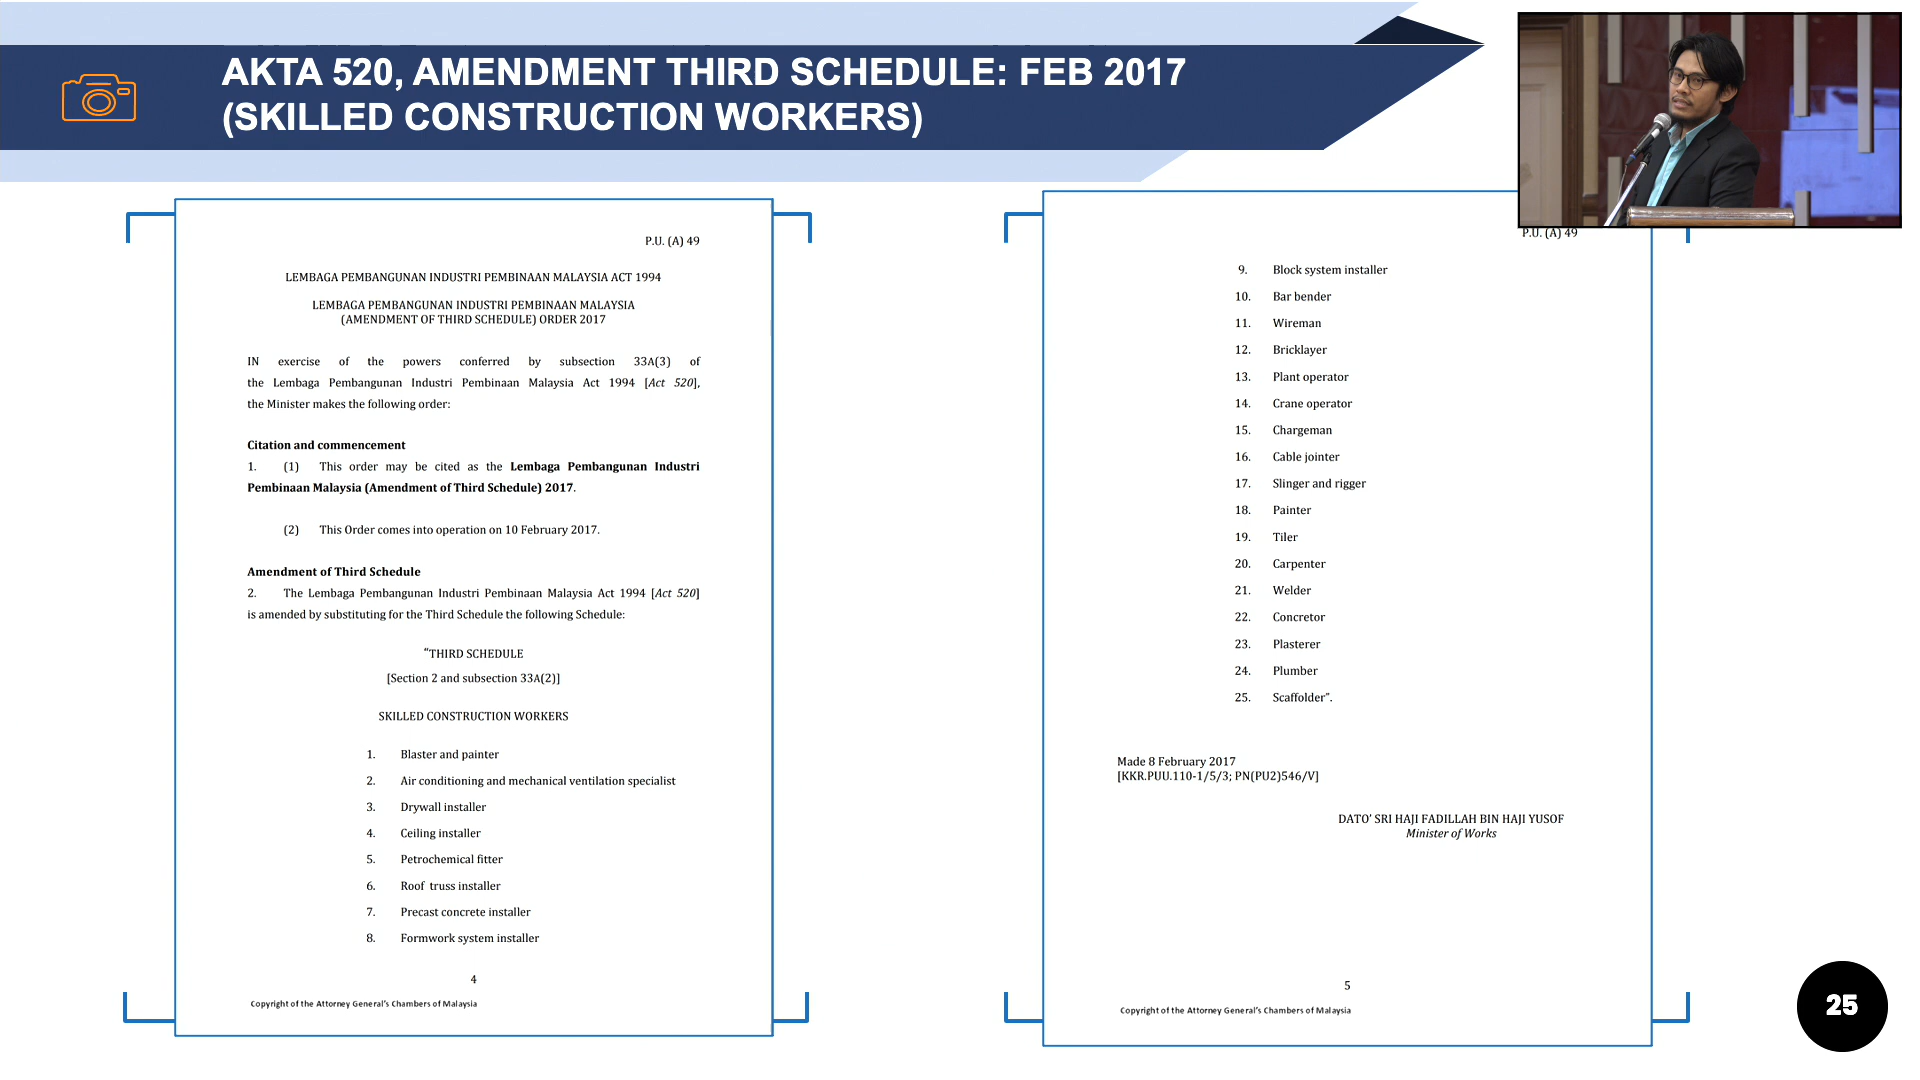 AKTA 520, AMENDMENT THIRD SCHEDULE: FEB 2017
(SKILLED CONSTRUCTION WORKERS)
P.U. (A) 49
LEMBAGA PEMBANGUNAN INDUSTRI PEMBINAAN MALAYSIA ACT 1994
LEMBAGA PEMBANGUNAN INDUSTRI PEMBINAAN MALAYSIA
(AMENDMENT OF THIRD SCHEDULE) ORDER 2017
IN exercise of the powers conferred by subsection 33A(3) of
the Lembaga Pembangunan Industri Pembinaan Malaysia Act 1994 [Act 520],
the Minister makes the following order:
Citation and commencement
1. (1) This order may be cited as the Lembaga Pembangunan Industri
Pembinaan Malaysia (Amendment of Third Schedule) 2017.
(2) This Order comes into operation on 10 February 2017.
Amendment of Third Schedule
2. The Lembaga Pembangunan Industri Pembinaan Malaysia Act 1994 [Act 520]
is amended by substituting for the Third Schedule the following Schedule:
“THIRD SCHEDULE
[Section 2 and subsection 33A(2)]
SKILLED CONSTRUCTION WORKERS
1. Blaster and painter
2. Air conditioning and mechanical ventilation specialist
3. Drywall installer
4. Ceiling installer
5. Petrochemical fitter
6. Roof truss installer
7. Precast concrete installer
8. Formwork system installer
4
Copyright of the Attorney General's Chambers of Malaysia
P.U. (A) 49
9. Block system installer
10. Bar bender
11. Wireman
12. Bricklayer
13. Plant operator
14. Crane operator
15. Chargeman
16. Cable jointer
17. Slinger and rigger
18. Painter
19. Tiler
20. Carpenter
21. Welder
22. Concretor
23. Plasterer
24. Plumber
25. Scaffolder”.
Made 8 February 2017
[KKR.PUU.110-1/5/3; PN(PU2)546/V]
DATO’ SRI HAJI FADILLAH BIN HAJI YUSOF
Minister of Works
5
Copyright of the Attorney General's Chambers of Malaysia
25